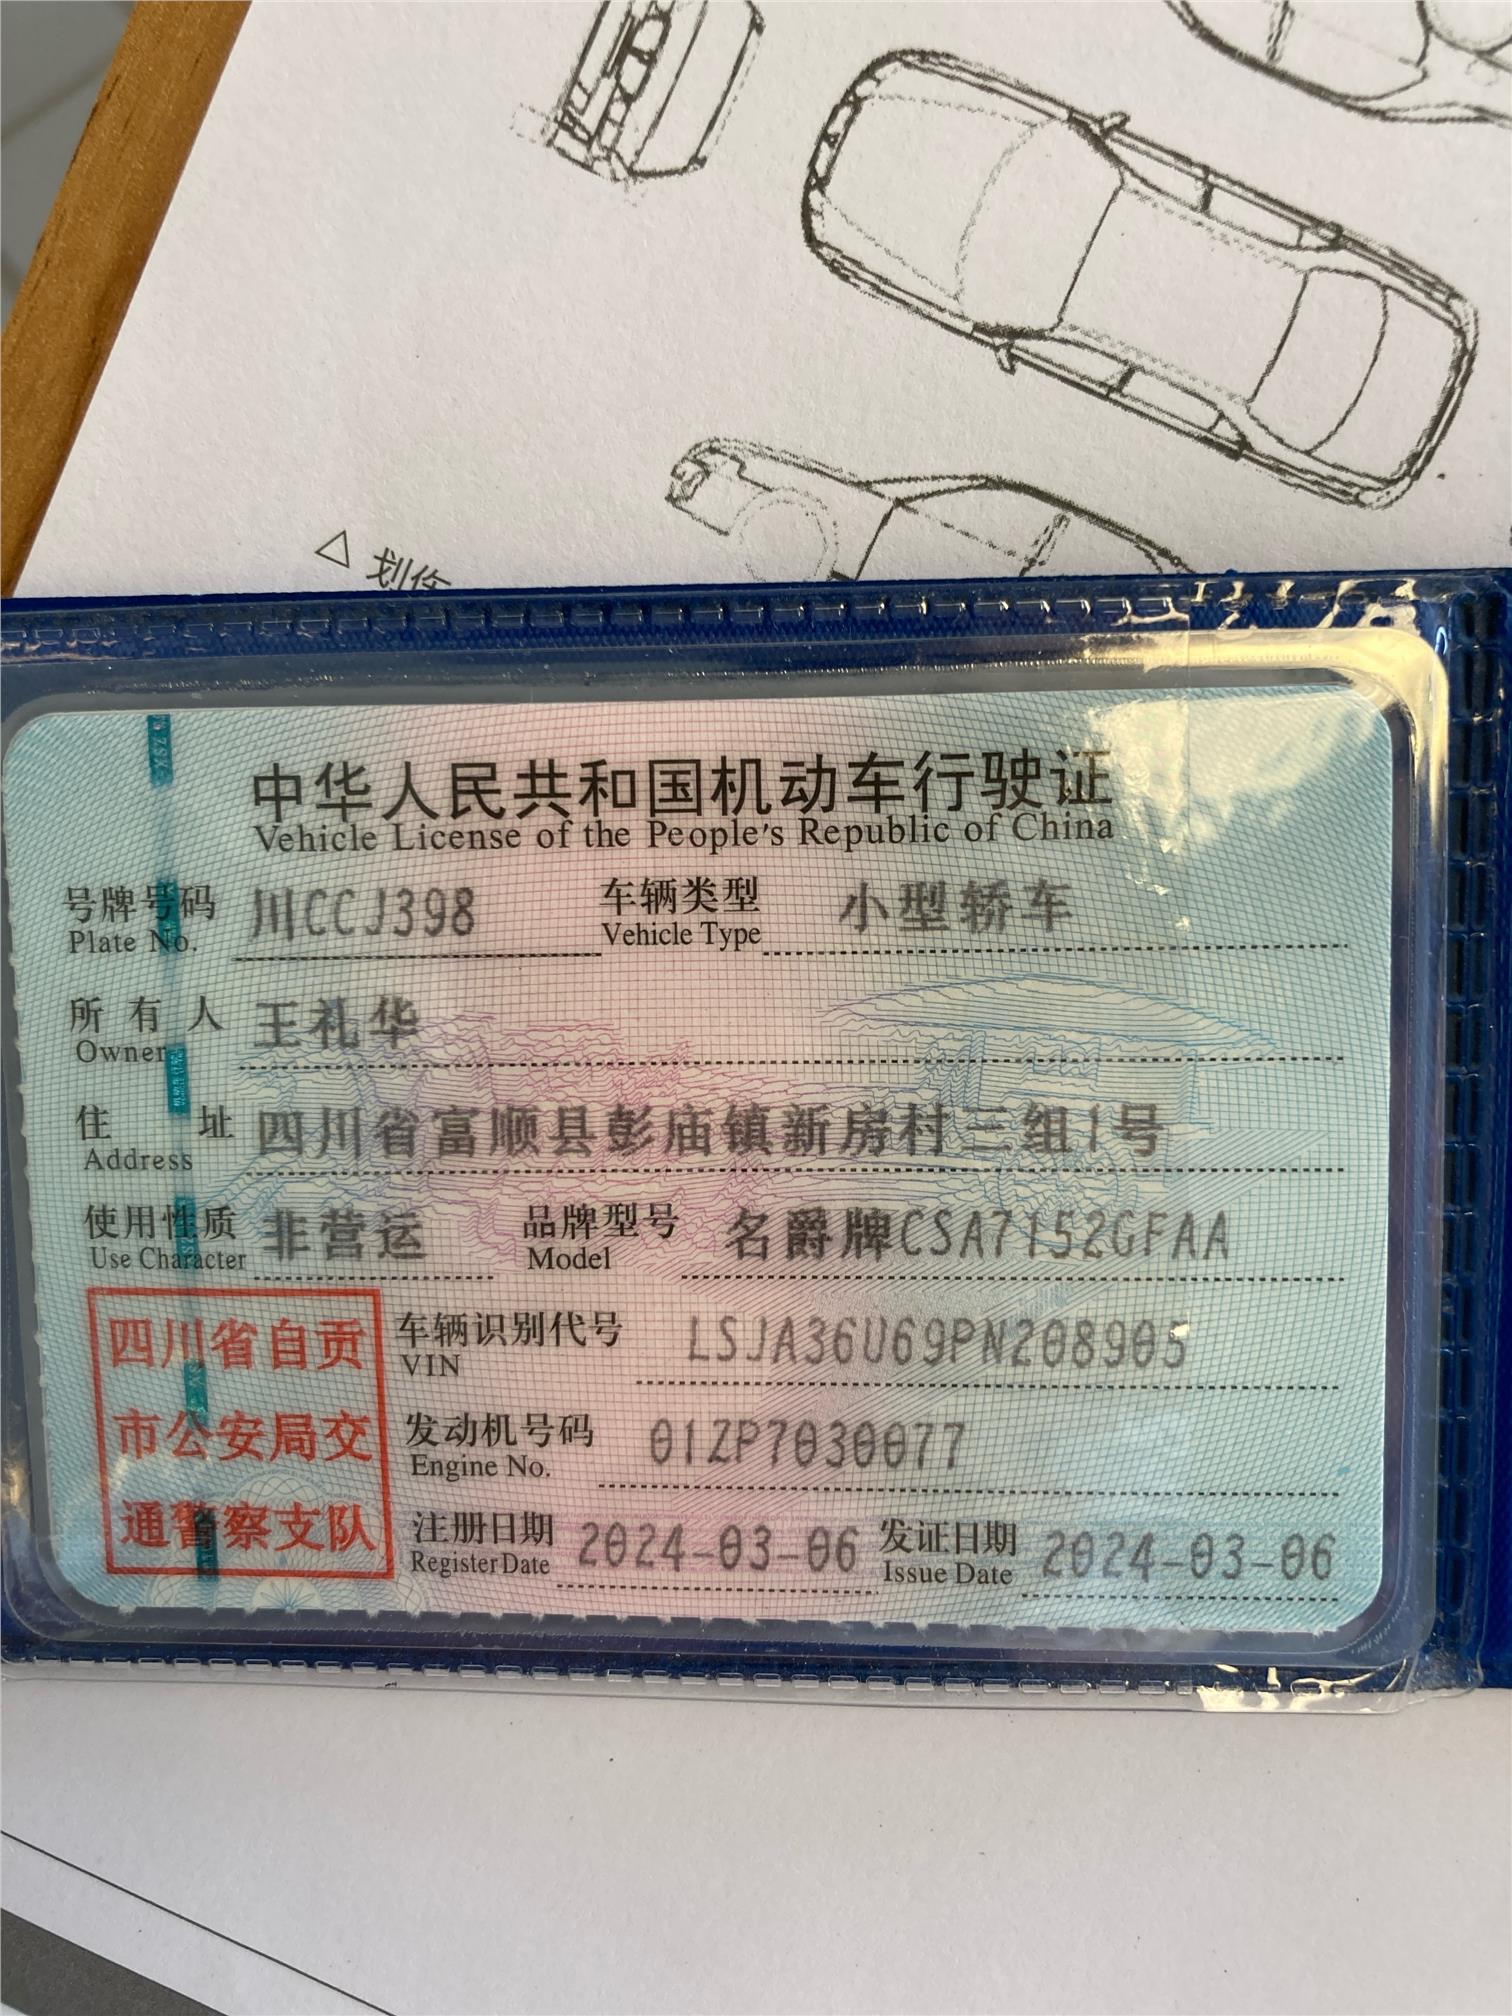 划伤
中华人民共和国机动车行驶证
Vehicle License of the People's Republic of China
号牌号码 川CCJ398 车辆类型 小型轿车
Plate No. Vehicle Type
所有人 王礼华
Owner
住址 四川省富顺县彭庙镇新房村三组1号
Address
使用性质 非营运 品牌型号 名爵牌CSA7152GFAA
Use Character Model
四川省自贡
市公安局交
通警察支队
车辆识别代号 LSJA36U69PN208905
VIN
发动机号码 01ZP7030077
Engine No.
注册日期 2024-03-06 发证日期 2024-03-06
Register Date Issue Date